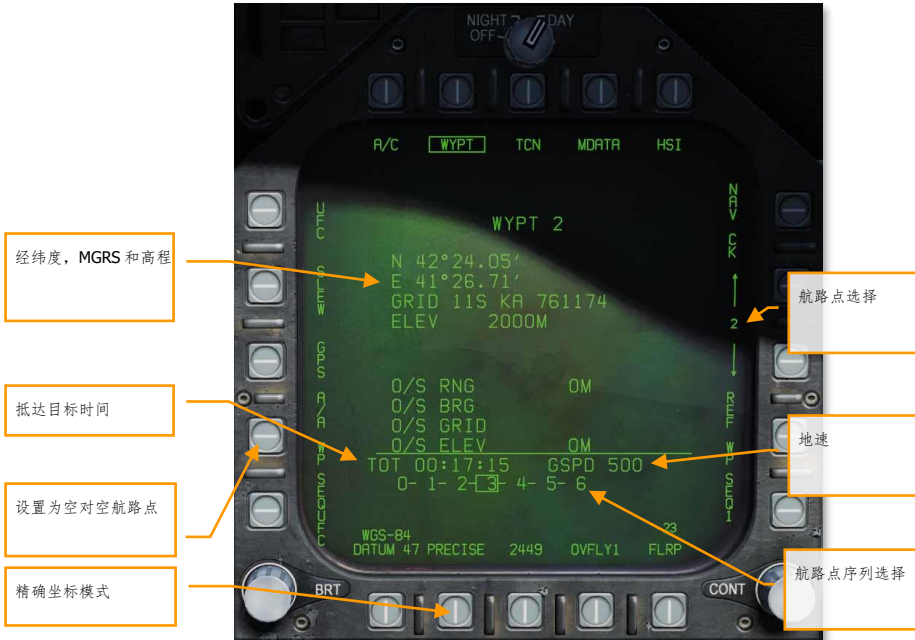 NIGHT DAY
OFF
A/C WYPT TCN MDATA HSI
UFC
SLEW
GPS
A/A WP
SEQUFC
NAV CK
2
REF WP
SEQ1
WYPT 2
N 42°24.05′
E 41°26.71′
GRID 11S KA 761174
ELEV 2000M
O/S RNG 0M
O/S BRG
O/S GRID
O/S ELEV 0M
TOT 00:17:15 GSPD 500
0- 1- 2- 3- 4- 5- 6
WGS-84 23
DATUM 47 PRECISE 2449 OVFLY1 FLRP
BRT CONT
经纬度，MGRS 和高程
抵达目标时间
设置为空对空航路点
精确坐标模式
航路点选择
地速
航路点序列选择